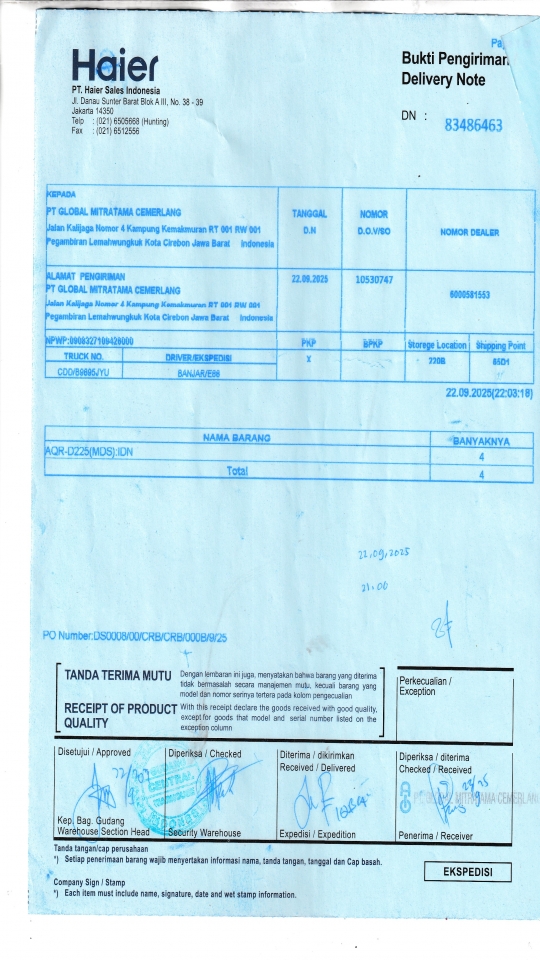 Haier
PT. Haier Sales Indonesia
Jl. Danau Sunter Barat Blok A III, No. 38 - 39
Jakarta 14350
Telp : (021) 6505668 (Hunting)
Fax : (021) 6512556
Bukti Pengiriman
Delivery Note
DN : 83486463
KEPADA
PT GLOBAL MITRATAMA CEMERLANG
Jalan Kalijaga Nomor 4 Kampung Kemakmuran RT 001 RW 001
Pegambiran Lemahwungkuk Kota Cirebon Jawa Barat Indonesia
TANGGAL
D.N
NOMOR
D.O.V/SO
NOMOR DEALER
ALAMAT PENGIRIMAN
PT GLOBAL MITRATAMA CEMERLANG
Jalan Kalijaga Nomor 4 Kampung Kemakmuran RT 001 RW 001
Pegambiran Lemahwungkuk Kota Cirebon Jawa Barat Indonesia
22.09.2025
10530747
6000581553
PKP
BPKP
Storege Location
Shipping Point
TRUCK NO.
DRIVER/EKSPEDISI
X
220B
65D1
BANJAR/E66
22.09.2025(22:03:18)
NAMA BARANG
BANYAKNYA
AQR-D225(MDS):IDN
4
Total
4
22,09,2025
21.00
PO Number:DS0008/00/CRB/CRB/000B/9/25
TANDA TERIMA MUTU
Dengan lembaran ini juga, menyatakan bahwa barang yang diterima
tidak bermasalah secara manajemen mutu, kecuali barang yang
model dan nomor serinya tertera pada kolom pengecualian
RECEIPT OF PRODUCT
QUALITY
With this receipt declare the goods received with good quality,
except for goods that model and serial number listed on the
exception column
Perkecualian /
Exception
Disetujui / Approved
Diperiksa / Checked
Diterima / dikirimkan
Received / Delivered
Diperiksa / diterima
Checked / Received
CENTRAL
MITRATAMA CEMERLANG
Kep. Bag. Gudang
Warehouse Section Head
Security Warehouse
Expedisi / Expedition
Penerima / Receiver
Tanda tangan/cap perusahaan
*) Setiap penerimaan barang wajib menyertakan informasi nama, tanda tangan, tanggal dan Cap basah.
EKSPEDISI
Company Sign / Stamp
*) Each item must include name, signature, date and wet stamp information.